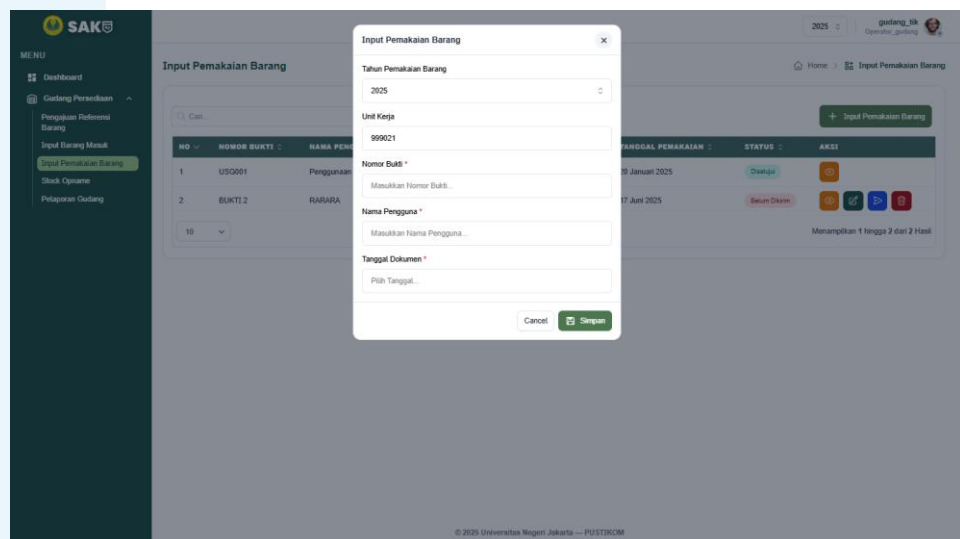 SAKU
2025
gudang_tik
Operator_gudang
MENU
Dashboard
Gudang Persediaan
Pengajuan Referensi
Barang
Input Barang Masuk
Input Pemakaian Barang
Stock Opname
Pelaporan Gudang
Input Pemakaian Barang
Home
Input Pemakaian Barang
Cari...
+ Input Pemakaian Barang
NO NOMOR BUKTI NAMA PENG TANGGAL PEMAKAIAN STATUS AKSI
1 USG001 Penggunaan 20 Januari 2025 Disetujui
2 BUKTI 2 RARARA 17 Juni 2025 Belum Dikirim
10
Menampilkan 1 hingga 2 dari 2 Hasil
Input Pemakaian Barang
Tahun Pemakaian Barang
2025
Unit Kerja
999021
Nomor Bukti *
Masukkan Nomor Bukti...
Nama Pengguna *
Masukkan Nama Pengguna...
Tanggal Dokumen *
Pilih Tanggal...
Cancel
Simpan
© 2025 Universitas Negeri Jakarta — PUSTIKOM